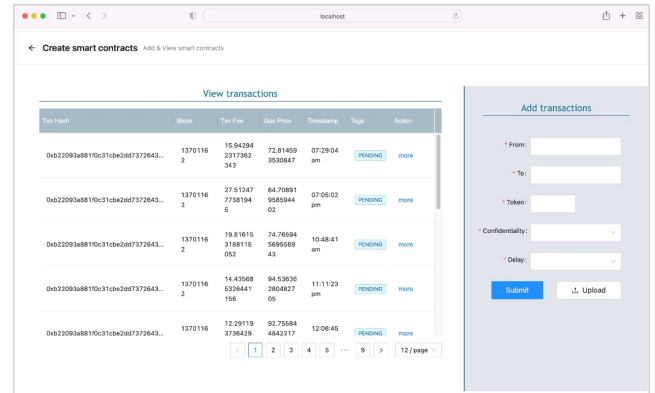 localhost
Create smart contracts Add & View smart contracts
View transactions
Txn Hash Block Txn Fee Gas Price Timestamp Tags Action
0xb22093a881f0c31cbe2dd7372643... 1370116 2 15.94294 2317362 343 72.81459 3530847 07:29:04 am PENDING more
0xb22093a881f0c31cbe2dd7372643... 1370116 2 27.51247 7738194 5 64.70891 9585944 02 07:05:02 pm PENDING more
0xb22093a881f0c31cbe2dd7372643... 1370116 2 19.81615 3188115 052 74.76594 5695569 43 10:48:41 am PENDING more
0xb22093a881f0c31cbe2dd7372643... 1370116 2 14.43568 5326441 156 94.53636 2804827 05 11:11:23 pm PENDING more
0xb22093a881f0c31cbe2dd7372643... 1370116 12.29119 3736429 92.75584 4842317 12:08:45 PENDING more
< 1 2 3 4 5 ••• 9 > 12 / page
Add transactions
* From:
* To:
* Token:
* Confidentiality:
* Delay:
Submit Upload